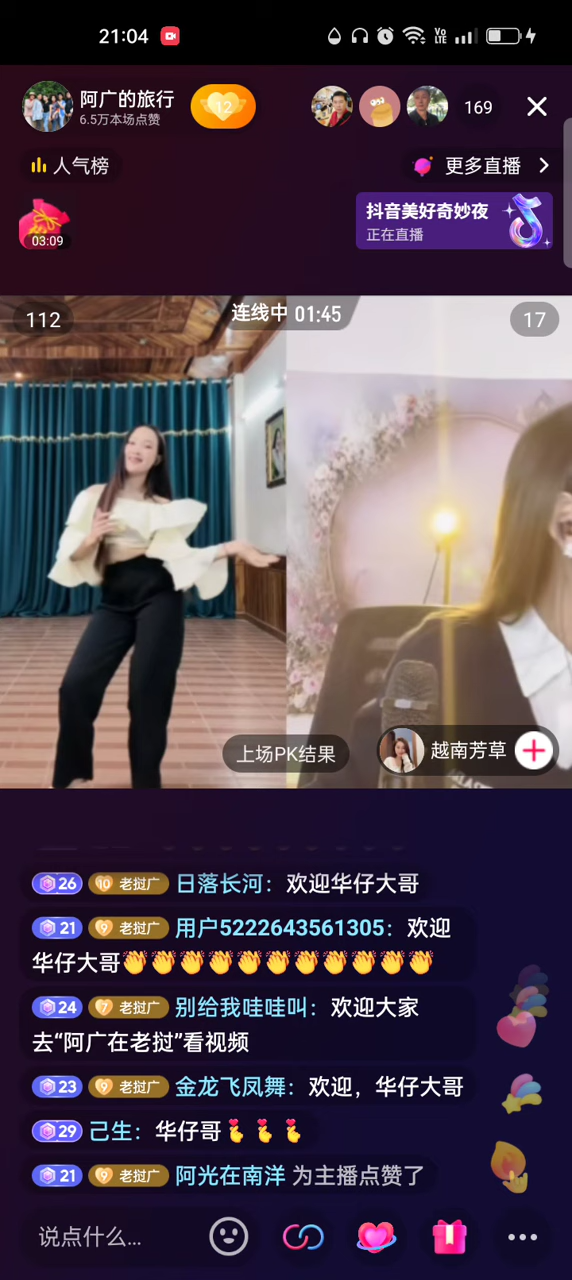 21:04
Vo LTE
阿广的旅行
6.5万本场点赞
12
169
人气榜
更多直播
03:09
抖音美好奇妙夜
正在直播
112
连线中 01:45
17
上场PK结果
越南芳草
26 10 老挝广 日落长河：欢迎华仔大哥
21 9 老挝广 用户5222643561305：欢迎
华仔大哥👏👏👏👏👏👏👏👏👏👏👏
24 7 老挝广 别给我哇哇叫：欢迎大家
去“阿广在老挝”看视频
23 9 老挝广 金龙飞凤舞：欢迎，华仔大哥
29 己生：华仔哥🫰🫰🫰
21 9 老挝广 阿光在南洋 为主播点赞了
说点什么...